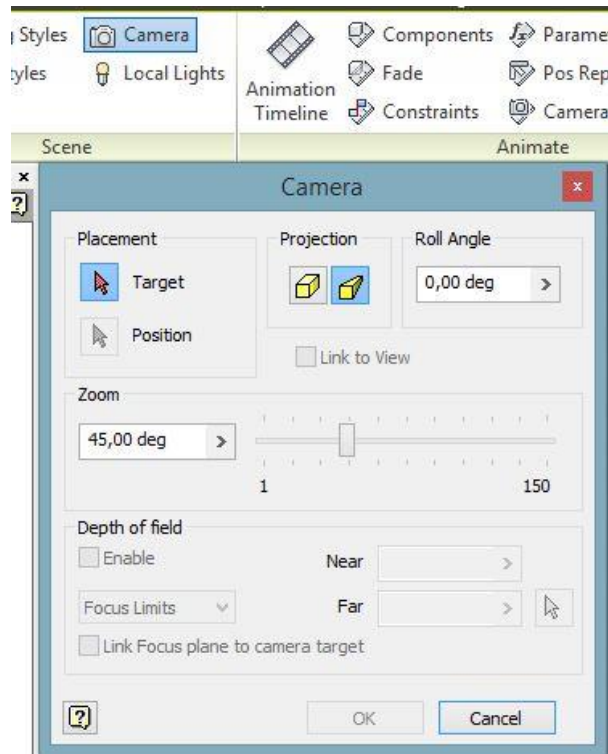 Styles
Camera
Components
Parame
tyles
Local Lights
Animation
Timeline
Fade
Pos Rep
Constraints
Camera
Scene
Animate
Camera
Placement
Projection
Roll Angle
Target
0,00 deg
Position
Link to View
Zoom
45,00 deg
1
150
Depth of field
Enable
Near
Focus Limits
Far
Link Focus plane to camera target
OK
Cancel